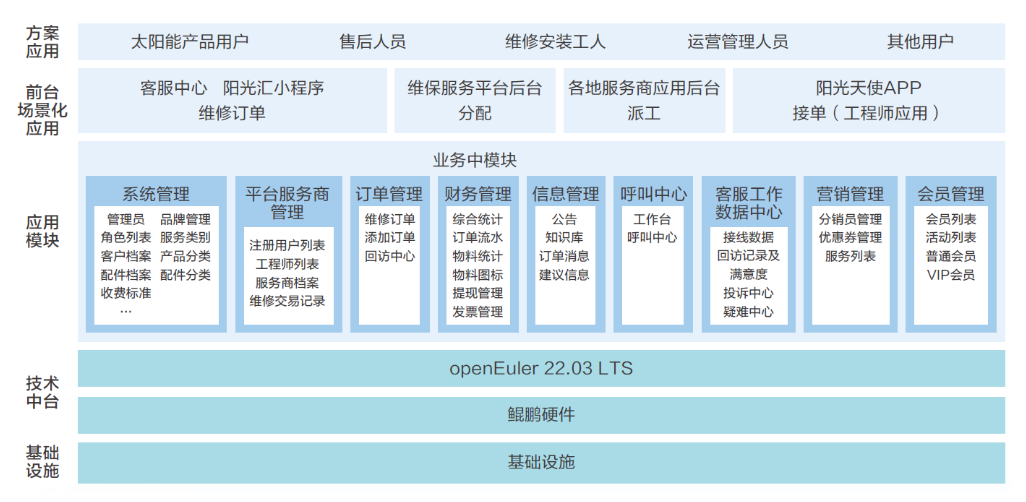 方案
应用
太阳能产品用户
售后人员
维修安装工人
运营管理人员
其他用户
前台
场景化
应用
客服中心 阳光汇小程序
维修订单
维保服务平台后台
分配
各地服务商应用后台
派工
阳光天使APP
接单（工程师应用）
应用
模块
业务中模块
系统管理
管理员 品牌管理
角色列表 服务类别
客户档案 产品分类
配件档案 配件分类
收费标准
…
平台服务商
管理
注册用户列表
工程师列表
服务商档案
维修交易记录
订单管理
维修订单
添加订单
回访中心
财务管理
综合统计
订单流水
物料统计
物料图标
提现管理
发票管理
信息管理
公告
知识库
订单消息
建议信息
呼叫中心
工作台
呼叫中心
客服工作
数据中心
接线数据
回访记录及
满意度
投诉中心
疑难中心
营销管理
分销员管理
优惠券管理
服务列表
会员管理
会员列表
活动列表
普通会员
VIP会员
技术
中台
openEuler 22.03 LTS
鲲鹏硬件
基础
设施
基础设施